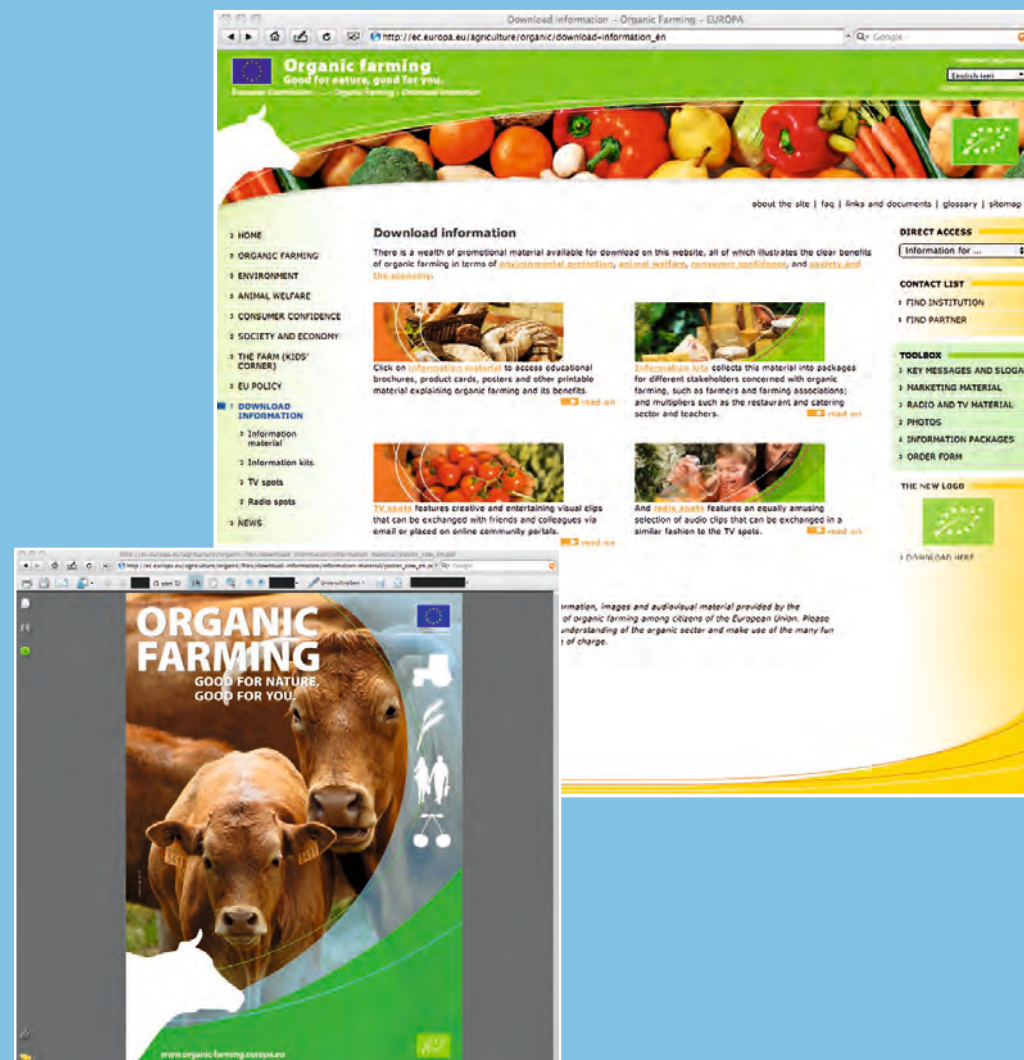 Download information – Organic Farming – EUROPA
http://ec.europa.eu/agriculture/organic/download-information_en
Google
Organic farming
Good for nature, good for you.
English (en)
about the site | faq | links and documents | glossary | sitemap
HOME
ORGANIC FARMING
ENVIRONMENT
ANIMAL WELFARE
CONSUMER CONFIDENCE
SOCIETY AND ECONOMY
THE FARM (KIDS'
CORNER)
EU POLICY
DOWNLOAD
INFORMATION
Information
material
Information kits
TV spots
Radio spots
NEWS
Download information
There is a wealth of promotional material available for download on this website, all of which illustrates the clear benefits
of organic farming in terms of environmental protection, animal welfare, consumer confidence, and society and
the economy.
Click on information material to access educational
brochures, product cards, posters and other printable
material explaining organic farming and its benefits.
read on
Information kits collects this material into packages
for different stakeholders concerned with organic
farming, such as farmers and farming associations;
and multipliers such as the restaurant and catering
sector and teachers.
read on
TV spots features creative and entertaining visual clips
that can be exchanged with friends and colleagues via
email or placed on online community portals.
read on
And radio spots features an equally amusing
selection of audio clips that can be exchanged in a
similar fashion to the TV spots.
read on
information, images and audiovisual material provided by the
of organic farming among citizens of the European Union. Please
understanding of the organic sector and make use of the many fun
of charge.
DIRECT ACCESS
Information for ...
CONTACT LIST
FIND INSTITUTION
FIND PARTNER
TOOLBOX
KEY MESSAGES AND SLOGA
MARKETING MATERIAL
RADIO AND TV MATERIAL
PHOTOS
INFORMATION PACKAGES
ORDER FORM
THE NEW LOGO
DOWNLOAD HERE
Google
ORGANIC
FARMING
GOOD FOR NATURE,
GOOD FOR YOU.
www.organic-farming.europa.eu